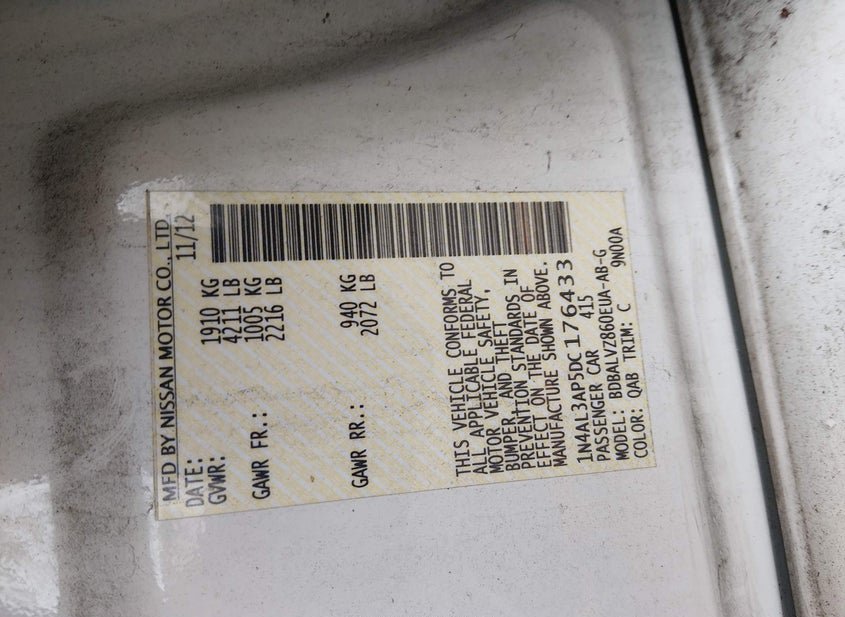 MFD BY NISSAN MOTOR CO., LTD.
DATE: 11/12
GVWR: 1910 KG
4211 LB
GAWR FR.: 1005 KG
2216 LB
GAWR RR.: 940 KG
2072 LB
THIS VEHICLE CONFORMS TO
ALL APPLICABLE FEDERAL
MOTOR VEHICLE SAFETY,
BUMPER, AND THEFT
PREVENTION STANDARDS IN
EFFECT ON THE DATE OF
MANUFACTURE SHOWN ABOVE.
1N4AL3AP5DC176433
PASSENGER CAR 415
MODEL: BDBALVZ860EUA-AB-G
COLOR: QAB TRIM: C 9N00A